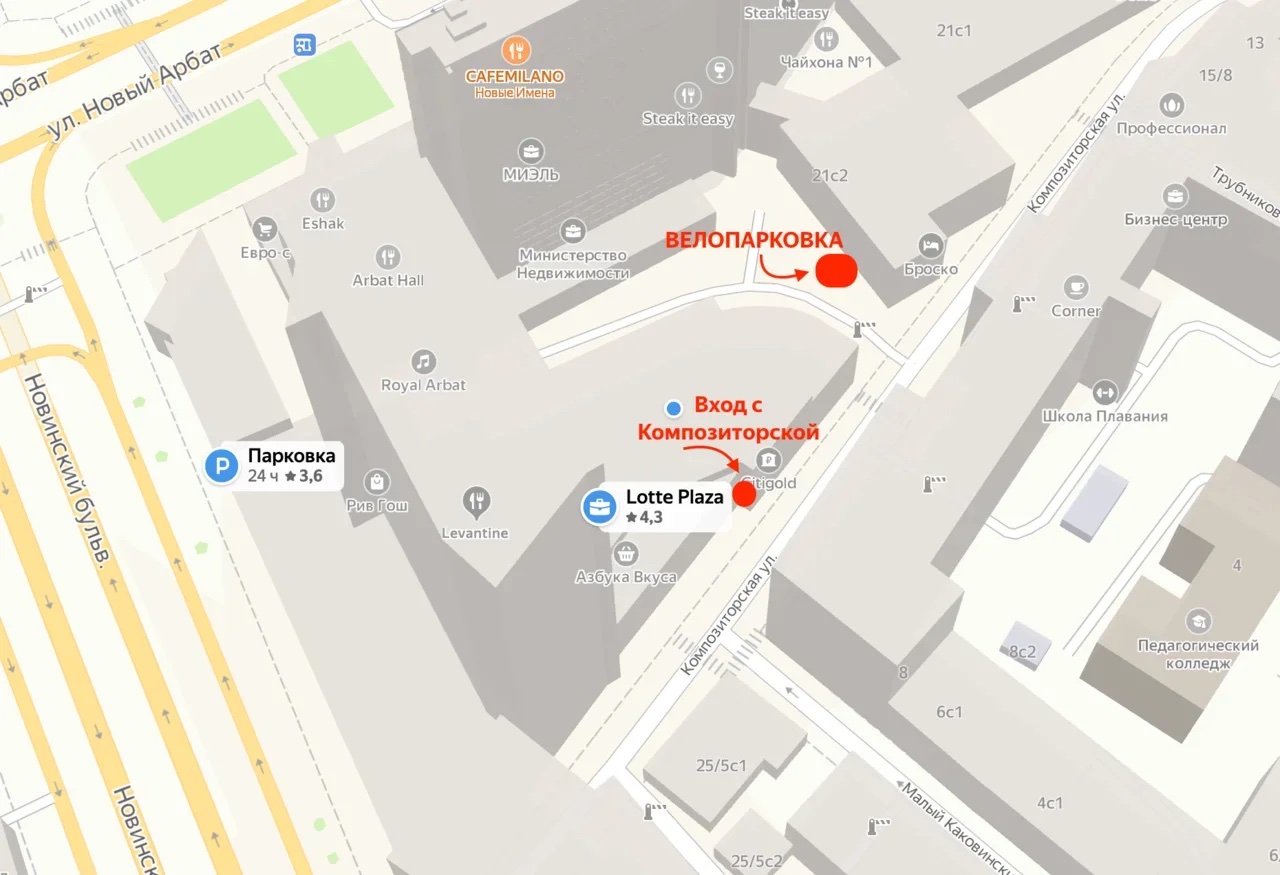 Steak it easy
21с1
13
Чайхона №1
15/8
CAFEMILANO
Новые Имена
рбат
ул. Новый Арбат
Steak it easy
Композиторская ул.
Профессионал
МИЭЛЬ
21с2
Трубников
Eshak
Бизнес-центр
Евро-с
ВЕЛОПАРКОВКА
Министерство
Недвижимости
Arbat Hall
Броско
Corner
Royal Arbat
Вход с
Композиторской
Школа Плавания
Новинский бульв.
P
Парковка
24 ч ★ 3,6
Рив Гош
Citigold
Lotte Plaza
★ 4,3
Levantine
Азбука Вкуса
4
Композиторская ул.
Педагогический
колледж
8с2
8
6с1
25/5с1
4с1
Новинск
Малый Каковинск
25/5с2
6